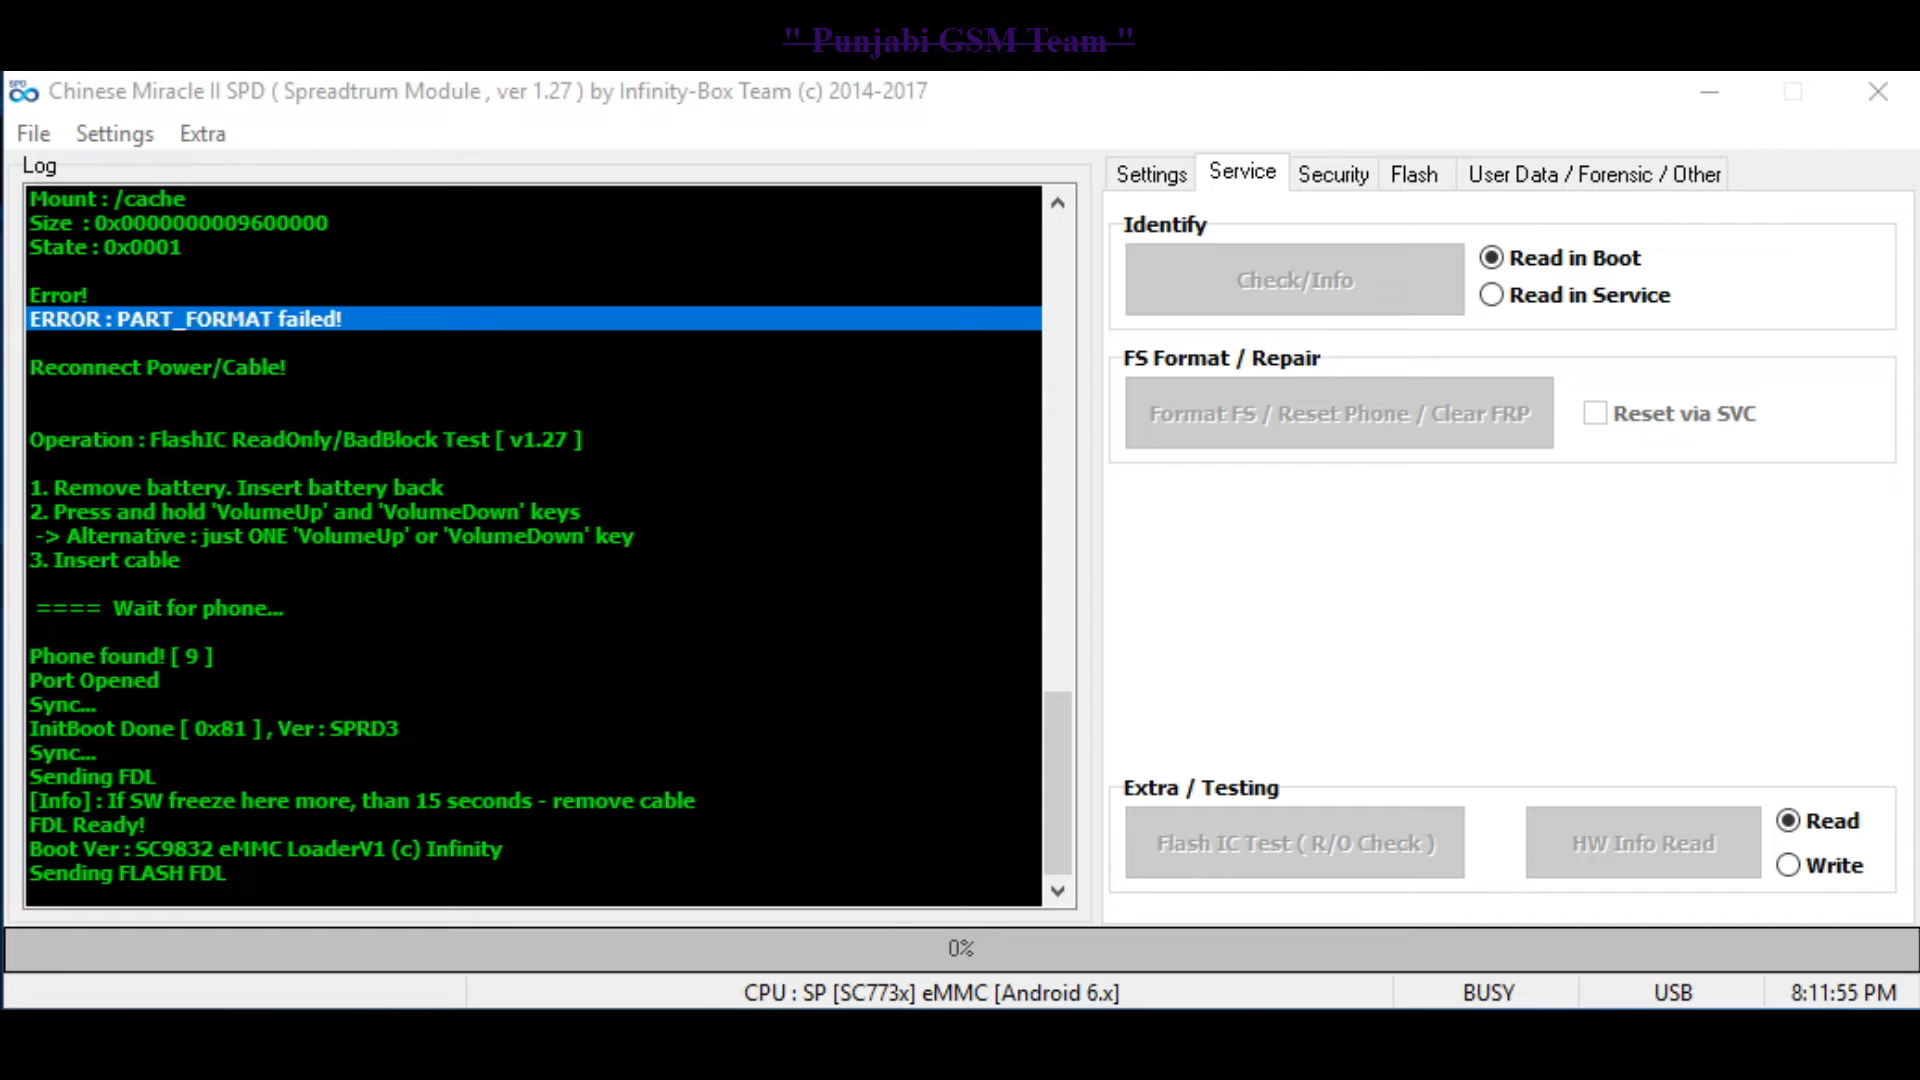 " Punjabi GSM Team "
Chinese Miracle II SPD ( Spreadtrum Module , ver 1.27 ) by Infinity-Box Team (c) 2014-2017
File Settings Extra
Log
Mount : /cache
Size : 0x0000000009600000
State : 0x0001
Error!
ERROR : PART_FORMAT failed!
Reconnect Power/Cable!
Operation : FlashIC ReadOnly/BadBlock Test [ v1.27 ]
1. Remove battery. Insert battery back
2. Press and hold 'VolumeUp' and 'VolumeDown' keys
-> Alternative : just ONE 'VolumeUp' or 'VolumeDown' key
3. Insert cable
==== Wait for phone...
Phone found! [ 9 ]
Port Opened
Sync...
InitBoot Done [ 0x81 ] , Ver : SPRD3
Sync...
Sending FDL
[Info] : If SW freeze here more, than 15 seconds - remove cable
FDL Ready!
Boot Ver : SC9832 eMMC LoaderV1 (c) Infinity
Sending FLASH FDL
Settings Service Security Flash User Data / Forensic / Other
Identify
Check/Info
Read in Boot
Read in Service
FS Format / Repair
Format FS / Reset Phone / Clear FRP
Reset via SVC
Extra / Testing
Flash IC Test ( R/O Check )
HW Info Read
Read
Write
0%
CPU : SP [SC773x] eMMC [Android 6.x] BUSY USB 8:11:55 PM